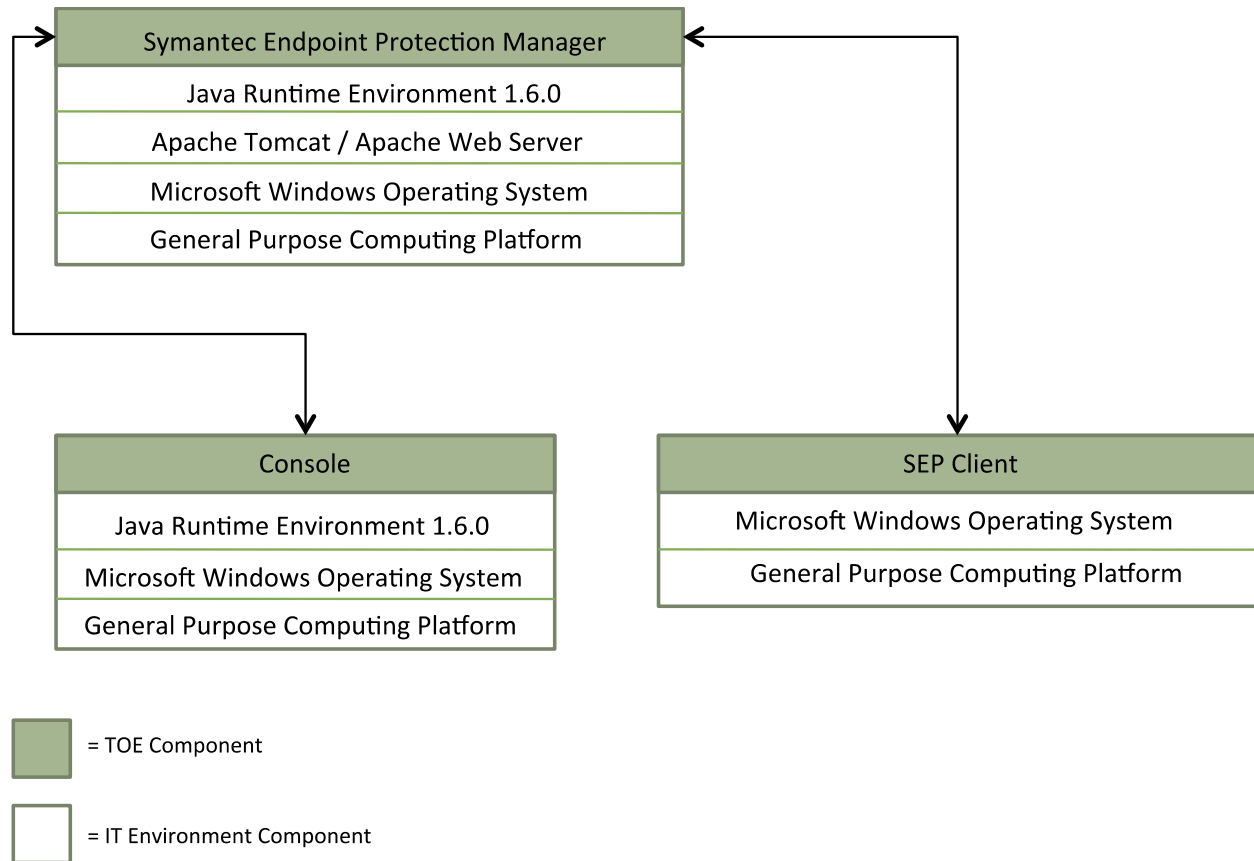 Symantec Endpoint Protection Manager
Java Runtime Environment 1.6.0
Apache Tomcat / Apache Web Server
Microsoft Windows Operating System
General Purpose Computing Platform
Console
Java Runtime Environment 1.6.0
Microsoft Windows Operating System
General Purpose Computing Platform
SEP Client
Microsoft Windows Operating System
General Purpose Computing Platform
= TOE Component
= IT Environment Component